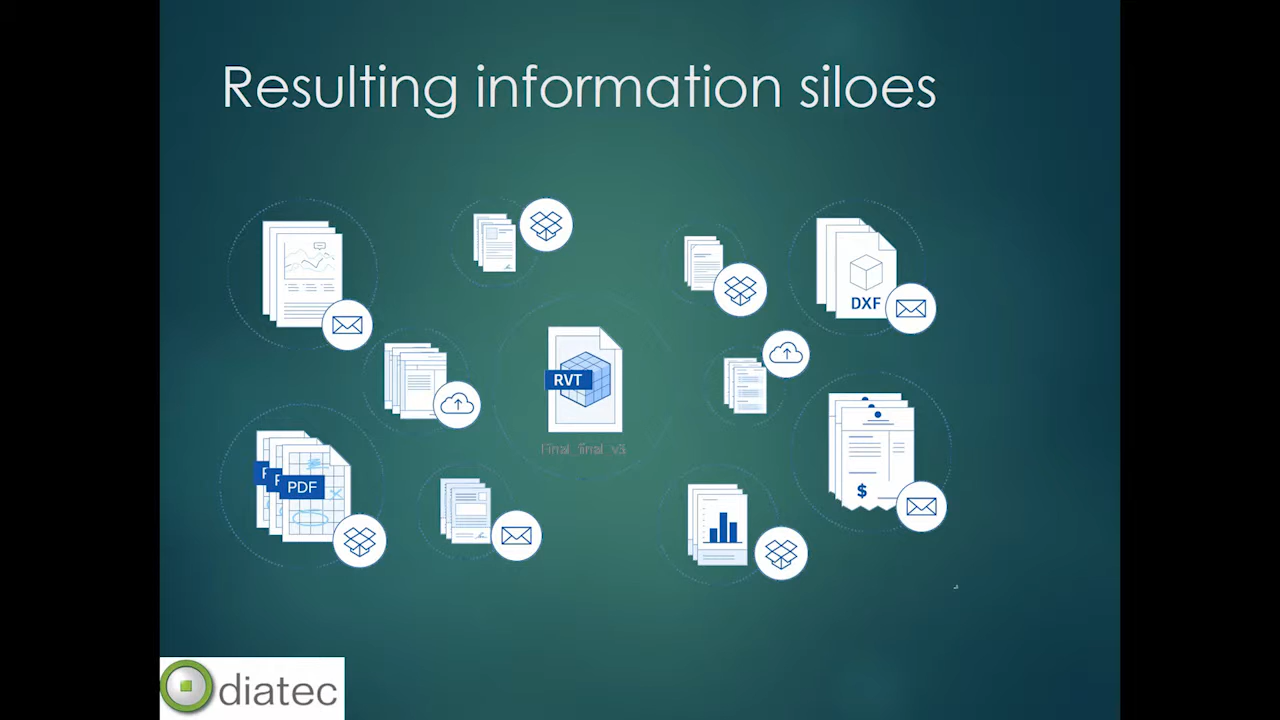 Resulting information siloes
DXF
RVT
Final_final_v3
PDF
$
diatec